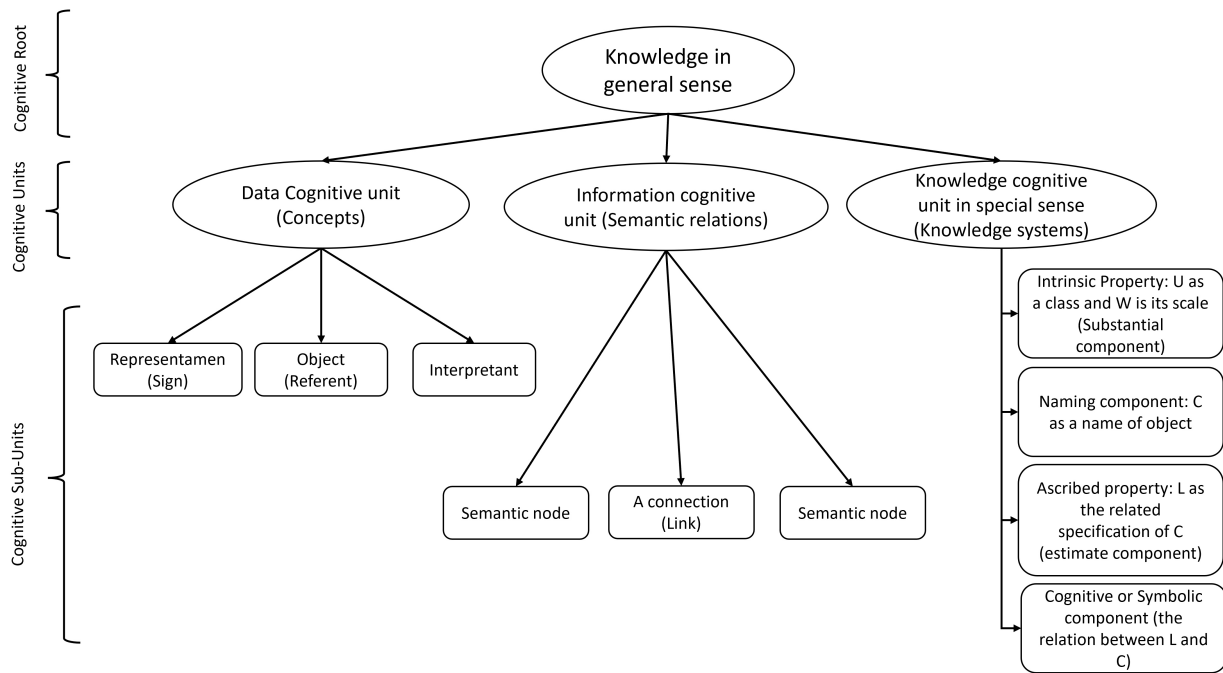 Cognitive Root
Knowledge in
general sense
Cognitive Units
Data Cognitive unit
(Concepts)
Information cognitive
unit (Semantic relations)
Knowledge cognitive
unit in special sense
(Knowledge systems)
Cognitive Sub-Units
Representamen
(Sign)
Object
(Referent)
Interpretant
Semantic node
A connection
(Link)
Semantic node
Intrinsic Property: U as
a class and W is its scale
(Substantial
component)
Naming component: C
as a name of object
Ascribed property: L as
the related
specification of C
(estimate component)
Cognitive or Symbolic
component (the
relation between L and
C)